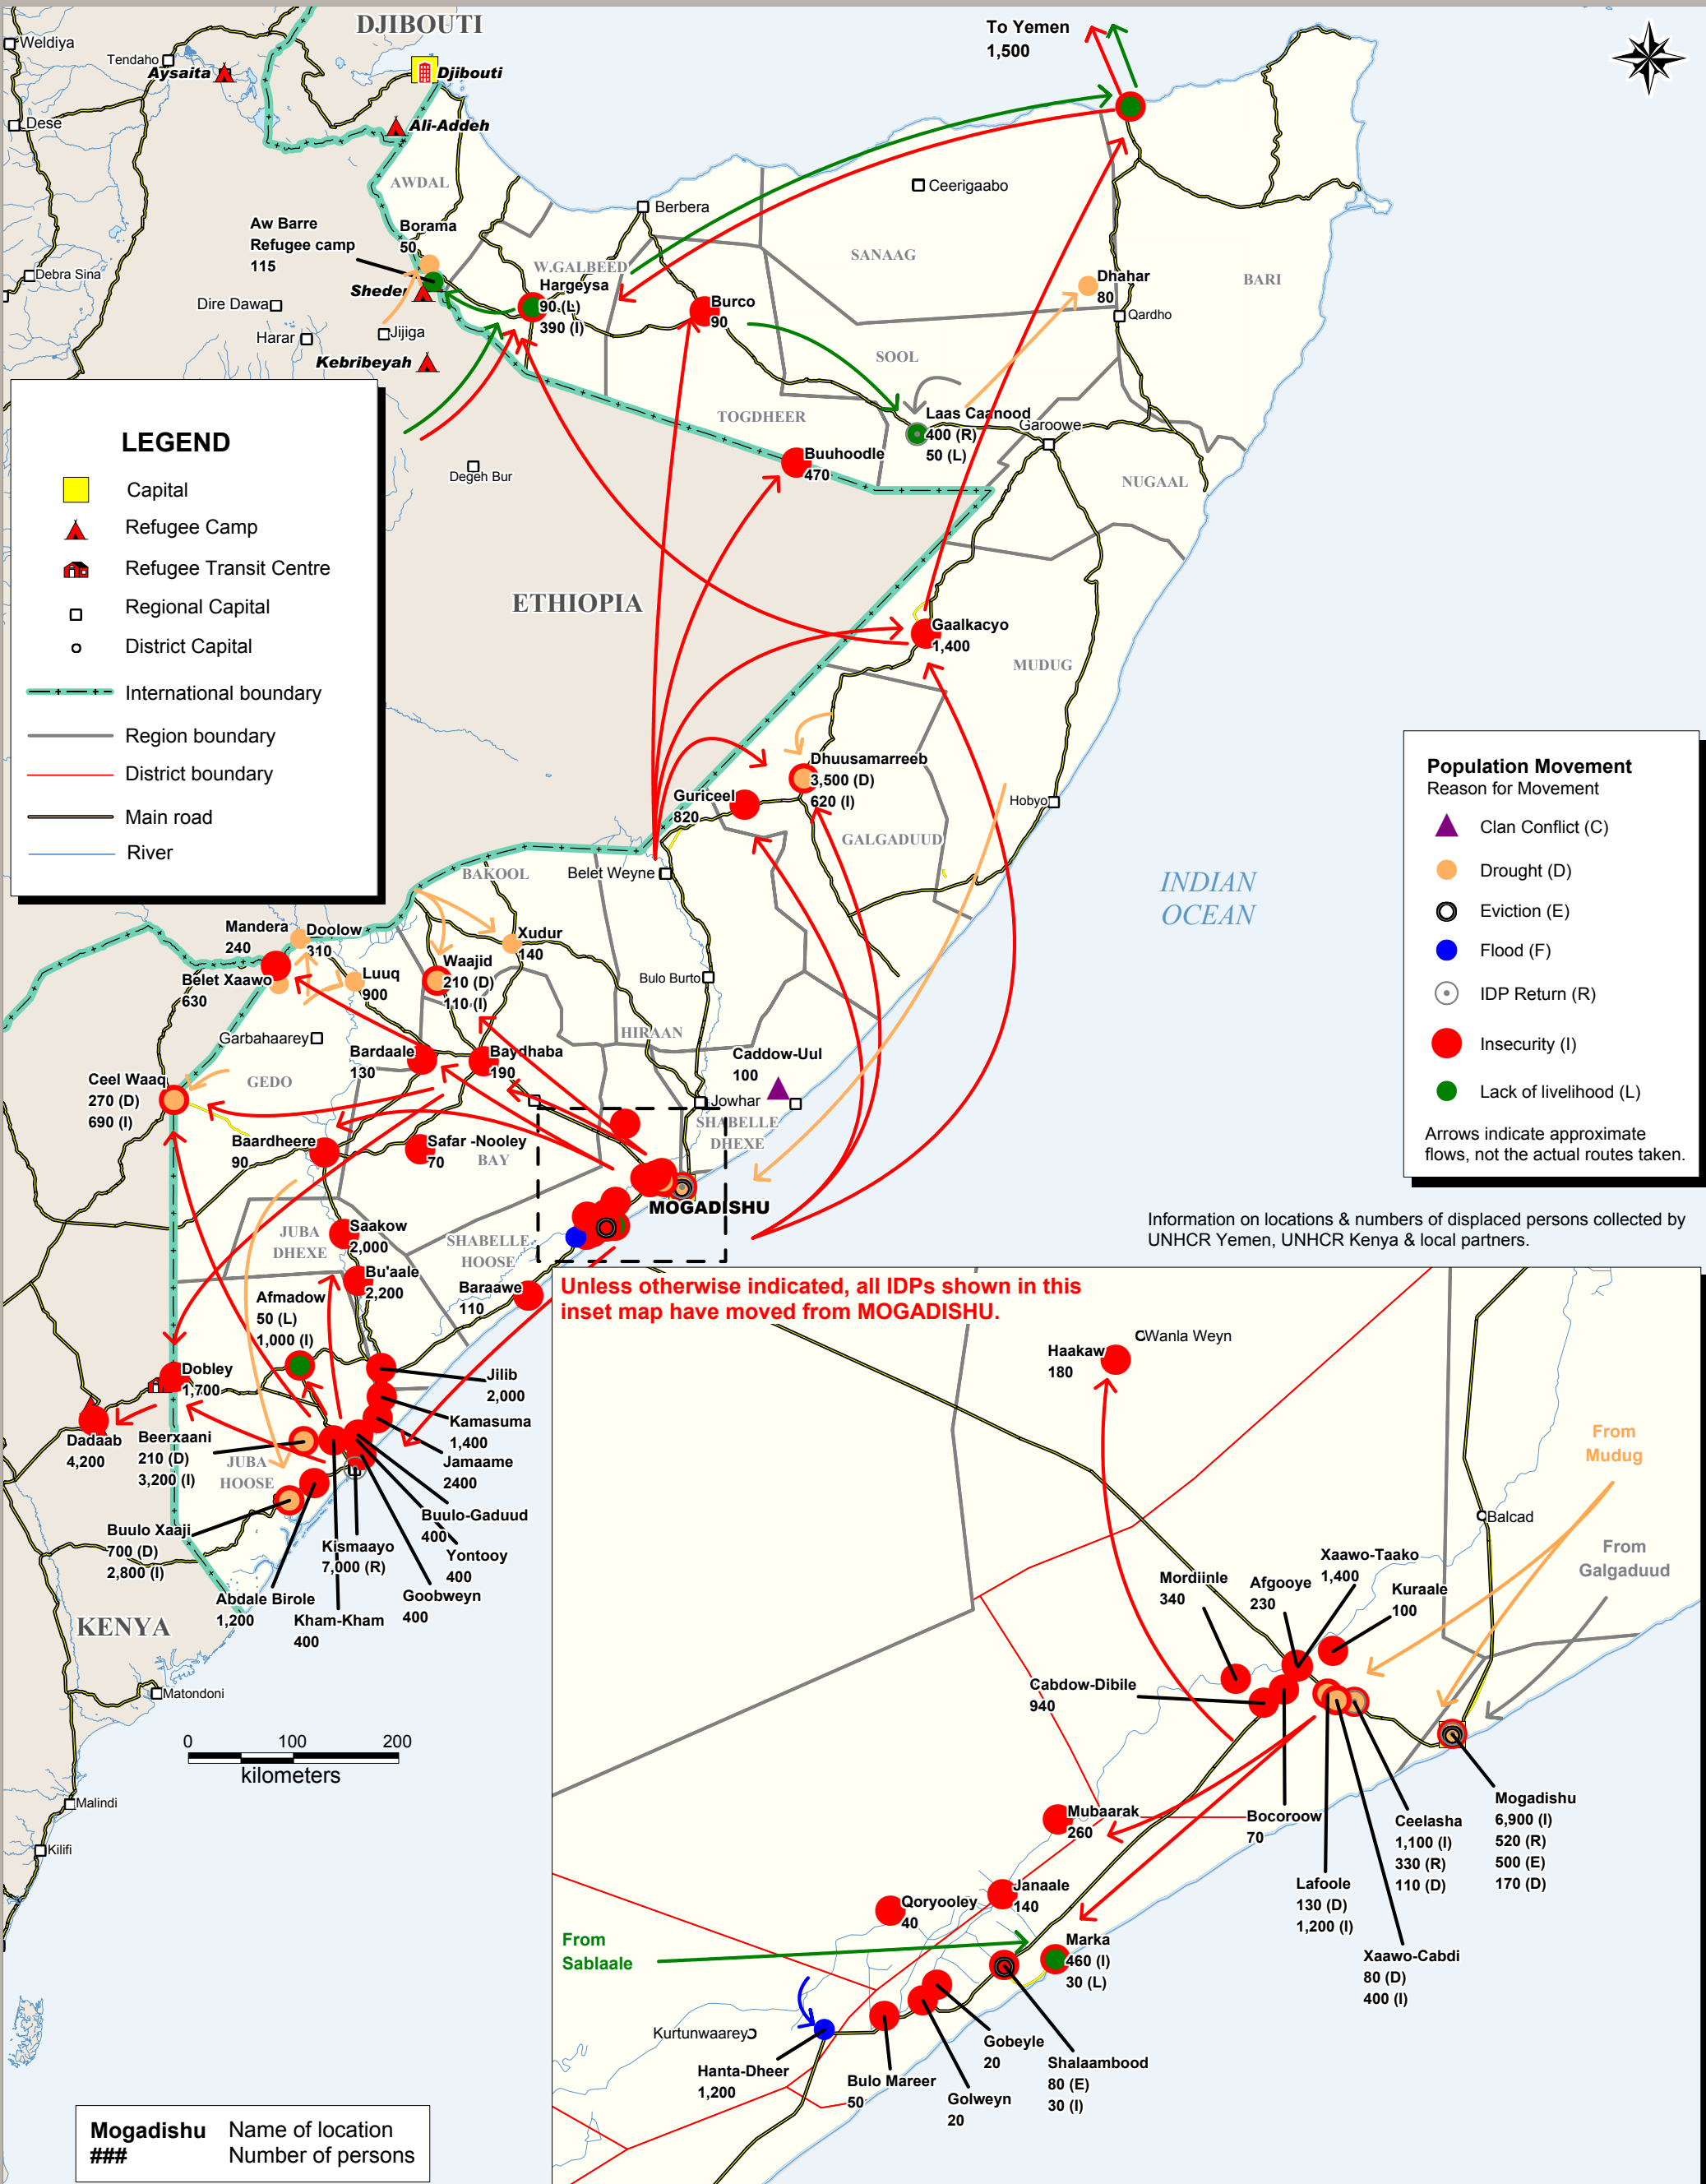 DJIBOUTI
To Yemen
1,500
Weldiya
Tendaho
Aysaita
Djibouti
Dese
Ali-Addeh
AWDAL
Ceerigaabo
Berbera
Aw Barre
Refugee camp
115
Borama
50
SANAAG
W.GALBEED
BARI
Debra Sina
Hargeysa
90 (L)
390 (I)
Sheder
Dhahar
80
Dire Dawa
Burco
90
Qardho
Harar
Jijiga
Kebribeyah
SOOL
TOGDHEER
Laas Caanood
400 (R)
50 (L)
Garoowe
Buuhoodle
470
Degeh Bur
NUGAAL
LEGEND
Capital
Refugee Camp
Refugee Transit Centre
Regional Capital
District Capital
International boundary
Region boundary
District boundary
Main road
River
ETHIOPIA
Gaalkacyo
1,400
MUDUG
Dhuusamarreeb
3,500 (D)
620 (I)
Guriceel
820
Hobyo
GALGADUUD
Population Movement
Reason for Movement
Clan Conflict (C)
Drought (D)
Eviction (E)
Flood (F)
IDP Return (R)
Insecurity (I)
Lack of livelihood (L)
Arrows indicate approximate
flows, not the actual routes taken.
INDIAN
OCEAN
BAKOOL
Belet Weyne
Mandera
240
Doolow
310
Xudur
140
Waajid
210 (D)
110 (I)
Belet Xaawo
630
Luuq
900
Bulo Burto
Garbahaarey
HIRAAN
Bardaale
130
Baydhaba
190
Caddow-Uul
100
Ceel Waaq
270 (D)
690 (I)
GEDO
Jowhar
SHABELLE
DHEXE
Baardheere
90
Safar -Nooley
70
BAY
MOGADISHU
Information on locations & numbers of displaced persons collected by
UNHCR Yemen, UNHCR Kenya & local partners.
Saakow
2,000
JUBA
DHEXE
SHABELLE
HOOSE
Bu'aale
2,200
Baraawe
110
Afmadow
50 (L)
1,000 (I)
Dobley
1,700
Jilib
2,000
Kamasuma
1,400
Dadaab
4,200
Beerxaani
210 (D)
3,200 (I)
JUBA
HOOSE
Jamaame
2400
Buulo-Gaduud
400
Buulo Xaaji
700 (D)
2,800 (I)
Kismaayo
7,000 (R)
Yontooy
400
Goobweyn
400
Abdale Birole
1,200
Kham-Kham
400
KENYA
Matondoni
0 100 200
kilometers
Malindi
Kilifi
Mogadishu Name of location
### Number of persons
Unless otherwise indicated, all IDPs shown in this
inset map have moved from MOGADISHU.
Wanla Weyn
Haakaw
180
From
Mudug
Balcad
From
Galgaduud
Xaawo-Taako
1,400
Mordiinle
340
Afgooye
230
Kuraale
100
Cabdow-Dibile
940
Mubaarak
260
Bocoroow
70
Ceelasha
1,100 (I)
330 (R)
110 (D)
Mogadishu
6,900 (I)
520 (R)
500 (E)
170 (D)
Lafoole
130 (D)
1,200 (I)
Janaale
140
Qoryooley
40
Xaawo-Cabdi
80 (D)
400 (I)
From
Sablaale
Marka
460 (I)
30 (L)
Kurtunwaarey
Gobeyle
20
Shalaambood
80 (E)
30 (I)
Hanta-Dheer
1,200
Bulo Mareer
50
Golweyn
20